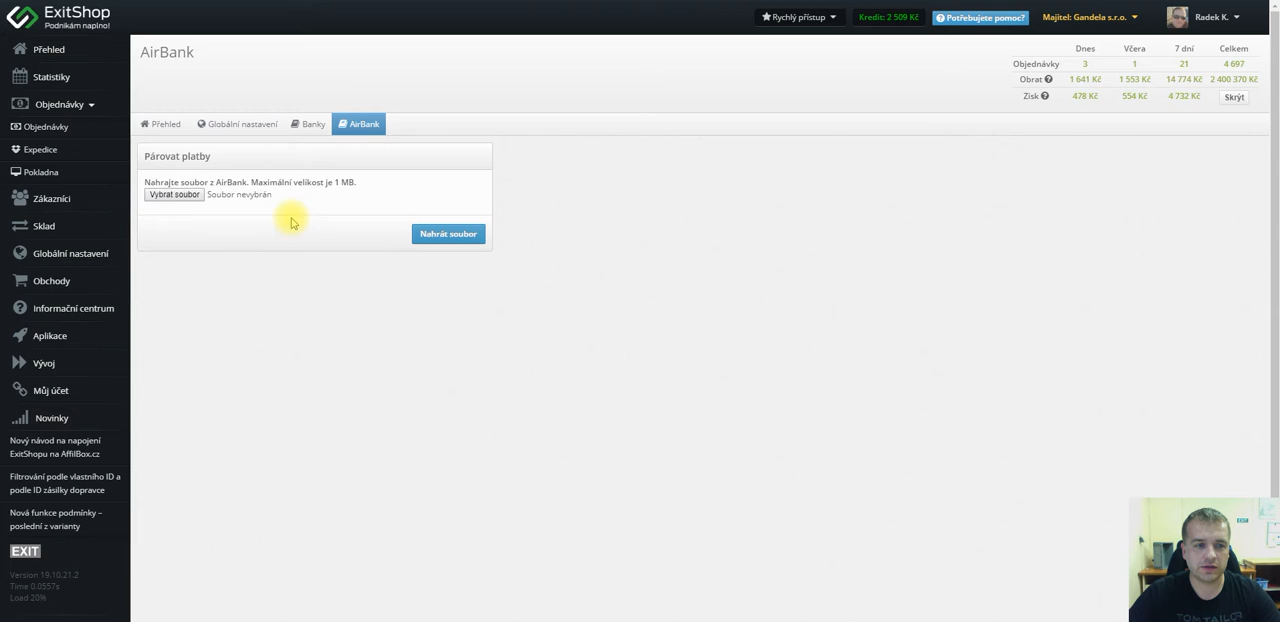 ExitShop
Podnikám naplno!
Rychlý přístup
Kredit: 2 509 Kč
Potřebujete pomoc?
Majitel: Gandela s.r.o.
Radek K.
Přehled
Statistiky
Objednávky
Objednávky
Expedice
Pokladna
Zákazníci
Sklad
Globální nastavení
Obchody
Informační centrum
Aplikace
Vývoj
Můj účet
Novinky
Nový návod na napojení
ExitShopu na AffilBox.cz
Filtrování podle vlastního ID a
podle ID zásilky dopravce
Nová funkce podmínky –
poslední z varianty
EXIT
Version 19.10.21.2
Time 0.0557s
Load 20%
AirBank
Dnes Včera 7 dní Celkem
Objednávky 3 1 21 4 697
Obrat 1 641 Kč 1 553 Kč 14 774 Kč 2 400 370 Kč
Zisk 478 Kč 554 Kč 4 732 Kč Skrýt
Přehled Globální nastavení Banky AirBank
Párovat platby
Nahrajte soubor z AirBank. Maximální velikost je 1 MB.
Vybrat soubor Soubor nevybrán
Nahrát soubor
EXIT
TOM TAILOR